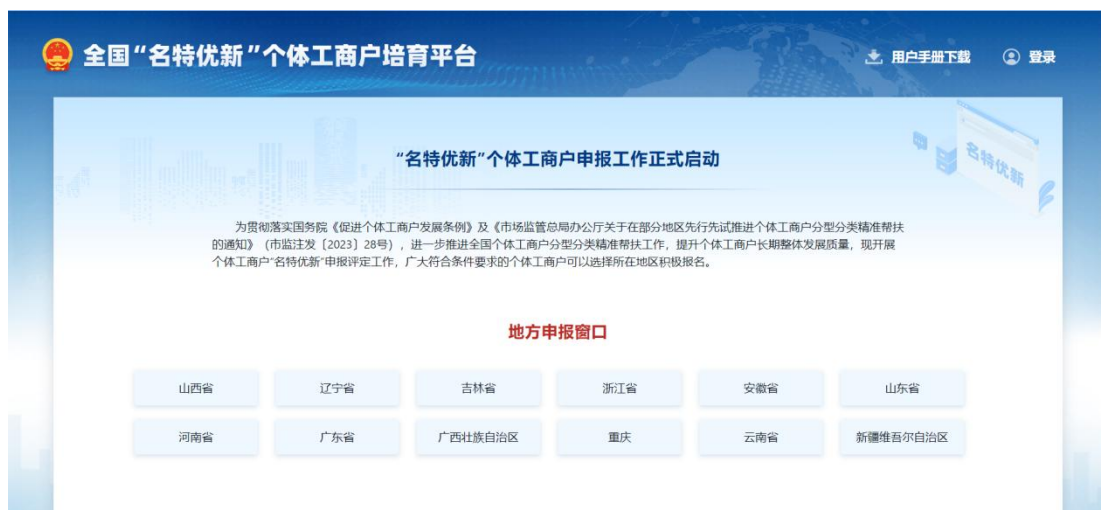 全国“名特优新”个体工商户培育平台
用户手册下载
登录
“名特优新”个体工商户申报工作正式启动
名特优新
为贯彻落实国务院《促进个体工商户发展条例》及《市场监管总局办公厅关于在部分地区先行先试推进个体工商户分型分类精准帮扶
的通知》（市监注发〔2023〕28号），进一步推进全国个体工商户分型分类精准帮扶工作，提升个体工商户长期整体发展质量，现开展
个体工商户“名特优新”申报评定工作，广大符合条件要求的个体工商户可以选择所在地区积极报名。
地方申报窗口
山西省
辽宁省
吉林省
浙江省
安徽省
山东省
河南省
广东省
广西壮族自治区
重庆
云南省
新疆维吾尔自治区